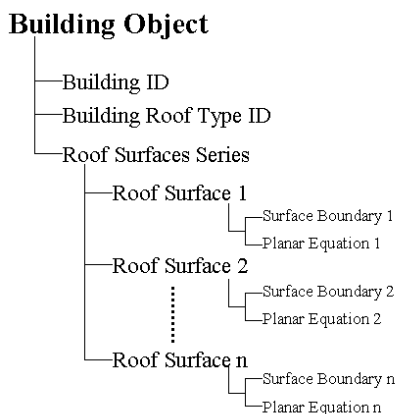 Building Object
Building ID
Building Roof Type ID
Roof Surfaces Series
Roof Surface 1
Surface Boundary 1
Planar Equation 1
Roof Surface 2
Surface Boundary 2
Planar Equation 2
Roof Surface n
Surface Boundary n
Planar Equation n